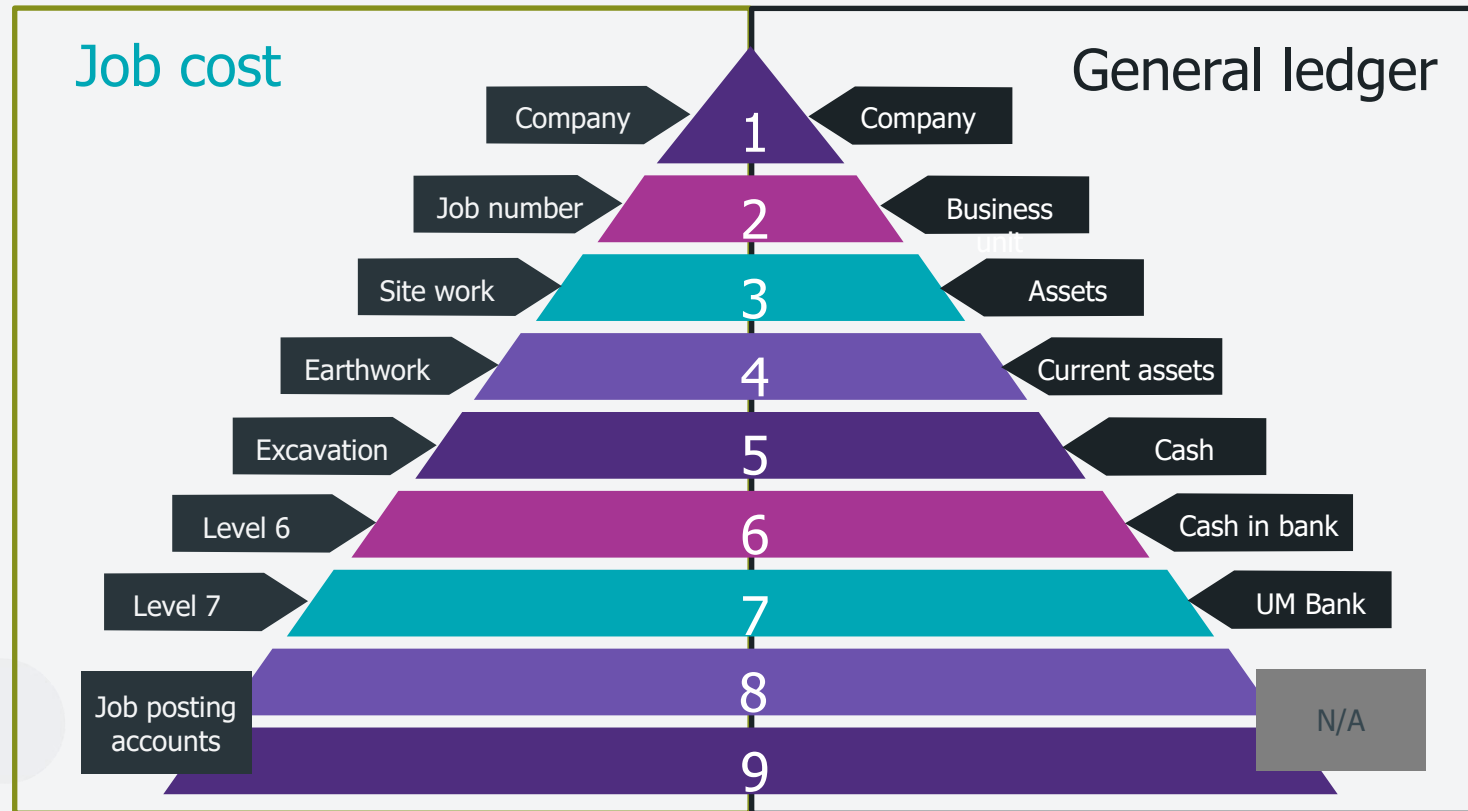 Job cost
General ledger
Company
1
Company
Job number
2
Business
unit
Site work
3
Assets
Earthwork
4
Current assets
Excavation
5
Cash
Level 6
6
Cash in bank
Level 7
7
UM Bank
Job posting
accounts
8
N/A
9